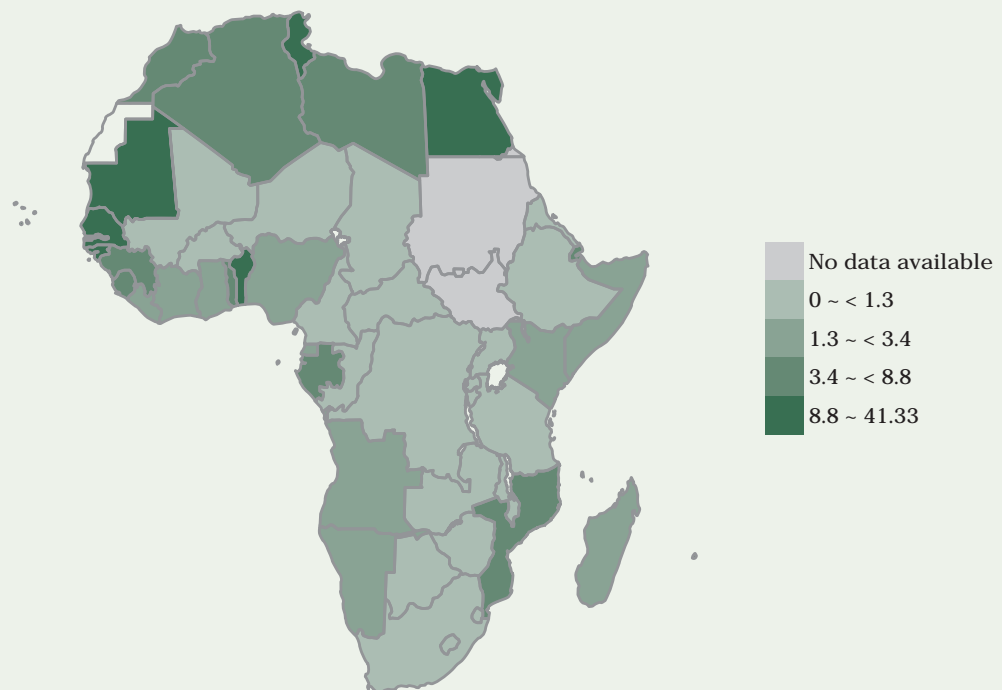 No data available
0 ~ < 1.3
1.3 ~ < 3.4
3.4 ~ < 8.8
8.8 ~ 41.33